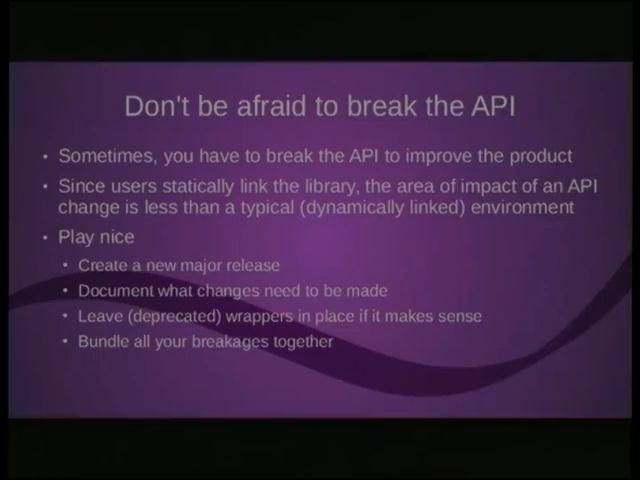 Don't be afraid to break the API
• Sometimes, you have to break the API to improve the product
• Since users statically link the library, the area of impact of an API
change is less than a typical (dynamically linked) environment
• Play nice
• Create a new major release
• Document what changes need to be made
• Leave (deprecated) wrappers in place if it makes sense
• Bundle all your breakages together